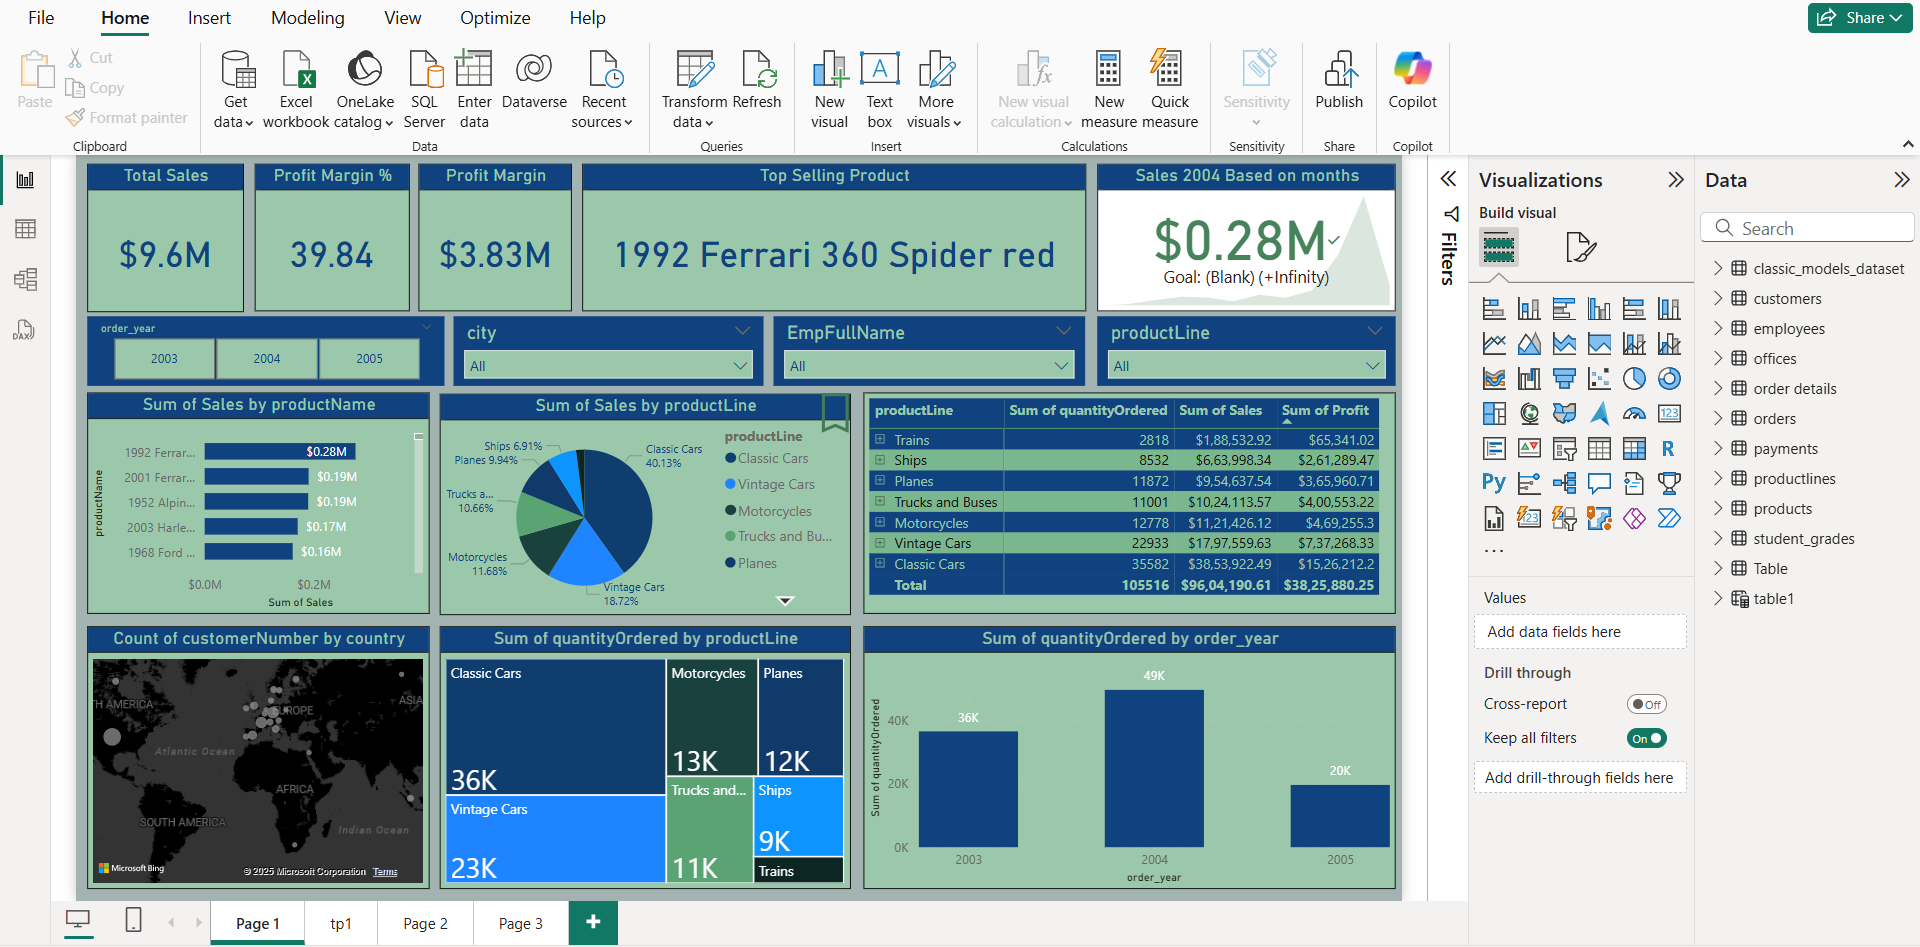 File Home Insert Modeling View Optimize Help Share
Paste
Cut
Copy
Format painter
Clipboard
Get data
Excel workbook
OneLake catalog
SQL Server
Enter data
Dataverse
Recent sources
Data
Transform data
Refresh
Queries
New visual
Text box
More visuals
Insert
New visual calculation
New measure
Quick measure
Calculations
Sensitivity
Sensitivity
Publish
Share
Copilot
Copilot
Total Sales
$9.6M
Profit Margin %
39.84
Profit Margin
$3.83M
Top Selling Product
1992 Ferrari 360 Spider red
Sales 2004 Based on months
$0.28M
Goal: (Blank) (+Infinity)
order_year
2003 2004 2005
city
All
EmpFullName
All
productLine
All
Sum of Sales by productName
productName
1992 Ferrar... $0.28M
2001 Ferrar... $0.19M
1952 Alpin... $0.19M
2003 Harle... $0.17M
1968 Ford ... $0.16M
$0.0M $0.2M
Sum of Sales
Sum of Sales by productLine
Ships 6.91%
Planes 9.94%
Trucks a...
10.66%
Motorcycles
11.68%
Classic Cars
40.13%
Vintage Cars
18.72%
productLine
Classic Cars
Vintage Cars
Motorcycles
Trucks and Bu...
Planes
productLine Sum of quantityOrdered Sum of Sales Sum of Profit
Trains 2818 $1,88,532.92 $65,341.02
Ships 8532 $6,63,998.34 $2,61,289.47
Planes 11872 $9,54,637.54 $3,65,960.71
Trucks and Buses 11001 $10,24,113.57 $4,00,553.22
Motorcycles 12778 $11,21,426.12 $4,69,255.3
Vintage Cars 22933 $17,97,559.63 $7,37,268.33
Classic Cars 35582 $38,53,922.49 $15,26,212.2
Total 105516 $96,04,190.61 $38,25,880.25
Count of customerNumber by country
TH AMERICA
EUROPE
ASIA
Atlantic Ocean
AFRICA
SOUTH AMERICA
Indian Ocean
Microsoft Bing
© 2025 Microsoft Corporation Terms
Sum of quantityOrdered by productLine
Classic Cars
36K
Vintage Cars
23K
Motorcycles
13K
Planes
12K
Trucks and...
11K
Ships
9K
Trains
Sum of quantityOrdered by order_year
Sum of quantityOrdered
40K
20K
0K
36K
49K
20K
2003 2004 2005
order_year
Filters
Visualizations
Build visual
123
R
Py
123
...
Values
Add data fields here
Drill through
Cross-report Off
Keep all filters On
Add drill-through fields here
Data
Search
classic_models_dataset
customers
employees
offices
order details
orders
payments
productlines
products
student_grades
Table
table1
DAX
Page 1 tp1 Page 2 Page 3 +